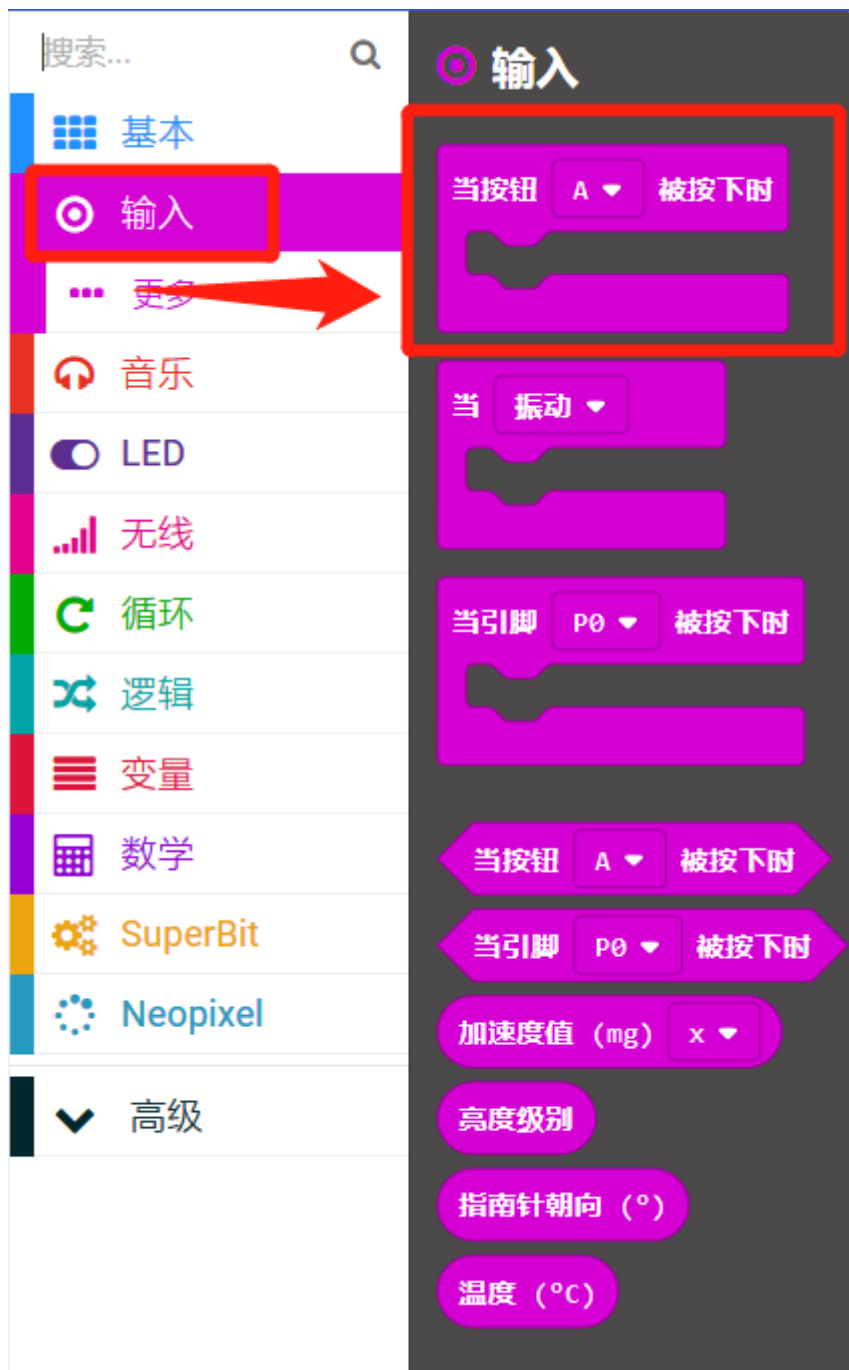 搜索...
基本
输入
更多
音乐
LED
无线
循环
逻辑
变量
数学
SuperBit
Neopixel
高级
输入
当按钮 A 被按下时
当 振动
当引脚 P0 被按下时
当按钮 A 被按下时
当引脚 P0 被按下时
加速度值 (mg) x
亮度级别
指南针朝向 (°)
温度 (°C)